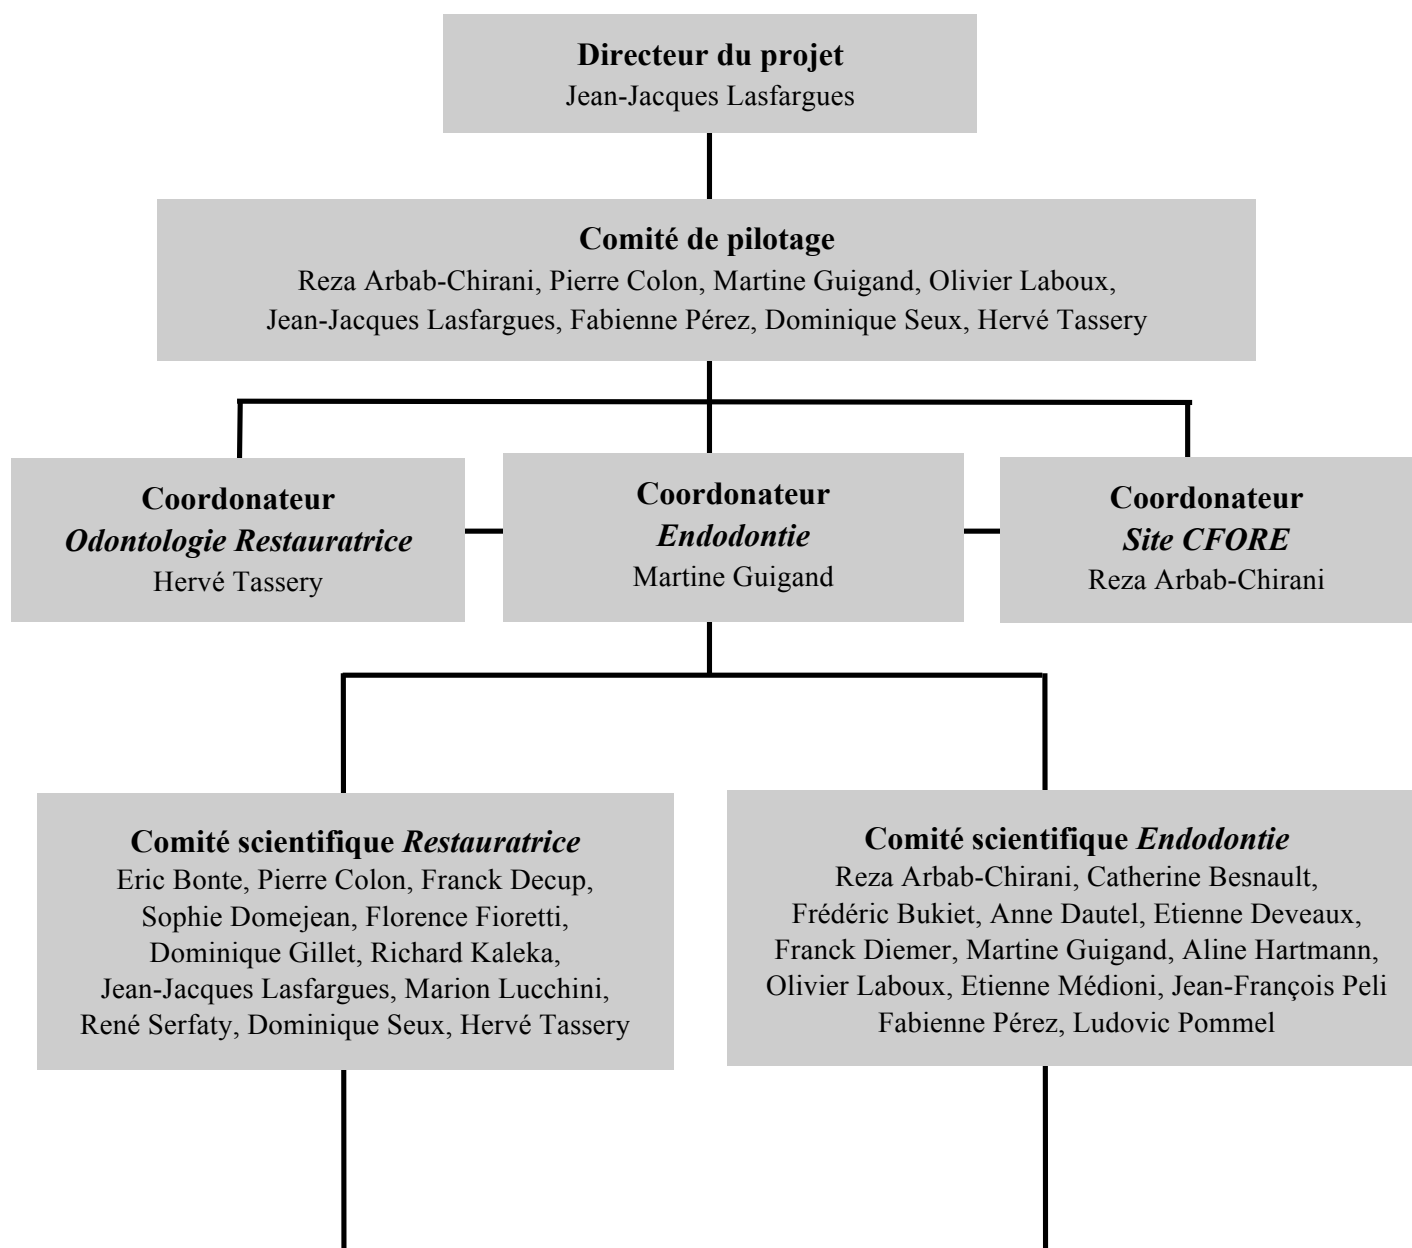 Directeur du projet
Jean-Jacques Lasfargues
Comité de pilotage
Reza Arbab-Chirani, Pierre Colon, Martine Guigand, Olivier Laboux,
Jean-Jacques Lasfargues, Fabienne Pérez, Dominique Seux, Hervé Tassery
Coordonateur
Odontologie Restauratrice
Hervé Tassery
Coordonateur
Endodontie
Martine Guigand
Coordonateur
Site CFORE
Reza Arbab-Chirani
Comité scientifique Restauratrice
Eric Bonte, Pierre Colon, Franck Decup,
Sophie Domejean, Florence Fioretti,
Dominique Gillet, Richard Kaleka,
Jean-Jacques Lasfargues, Marion Lucchini,
René Serfaty, Dominique Seux, Hervé Tassery
Comité scientifique Endodontie
Reza Arbab-Chirani, Catherine Besnault,
Frédéric Bukiet, Anne Dautel, Etienne Deveaux,
Franck Diemer, Martine Guigand, Aline Hartmann,
Olivier Laboux, Etienne Médioni, Jean-François Peli
Fabienne Pérez, Ludovic Pommel